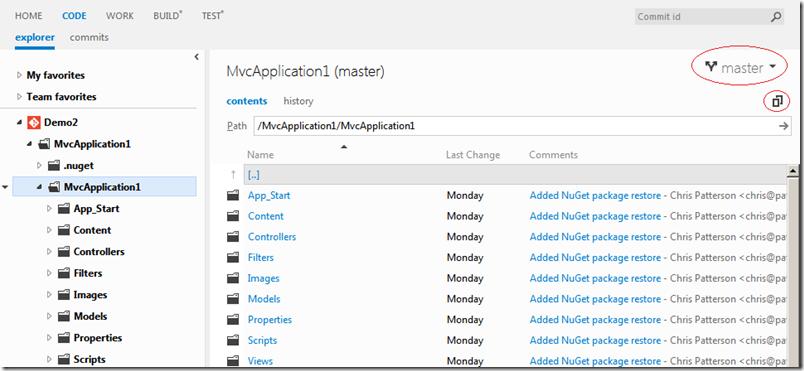 HOME CODE WORK BUILD* TEST* Commit id
explorer commits
My favorites
Team favorites
Demo2
MvcApplication1
.nuget
MvcApplication1
App_Start
Content
Controllers
Filters
Images
Models
Properties
Scripts
MvcApplication1 (master) master
contents history
Path /MvcApplication1/MvcApplication1
Name Last Change Comments
[..]
App_Start Monday Added NuGet package restore - Chris Patterson <chris@pa
Content Monday Added NuGet package restore - Chris Patterson <chris@pa
Controllers Monday Added NuGet package restore - Chris Patterson <chris@pa
Filters Monday Added NuGet package restore - Chris Patterson <chris@pa
Images Monday Added NuGet package restore - Chris Patterson <chris@pa
Models Monday Added NuGet package restore - Chris Patterson <chris@pa
Properties Monday Added NuGet package restore - Chris Patterson <chris@pa
Scripts Monday Added NuGet package restore - Chris Patterson <chris@pa
Views Monday Added NuGet package restore - Chris Patterson <chris@pa